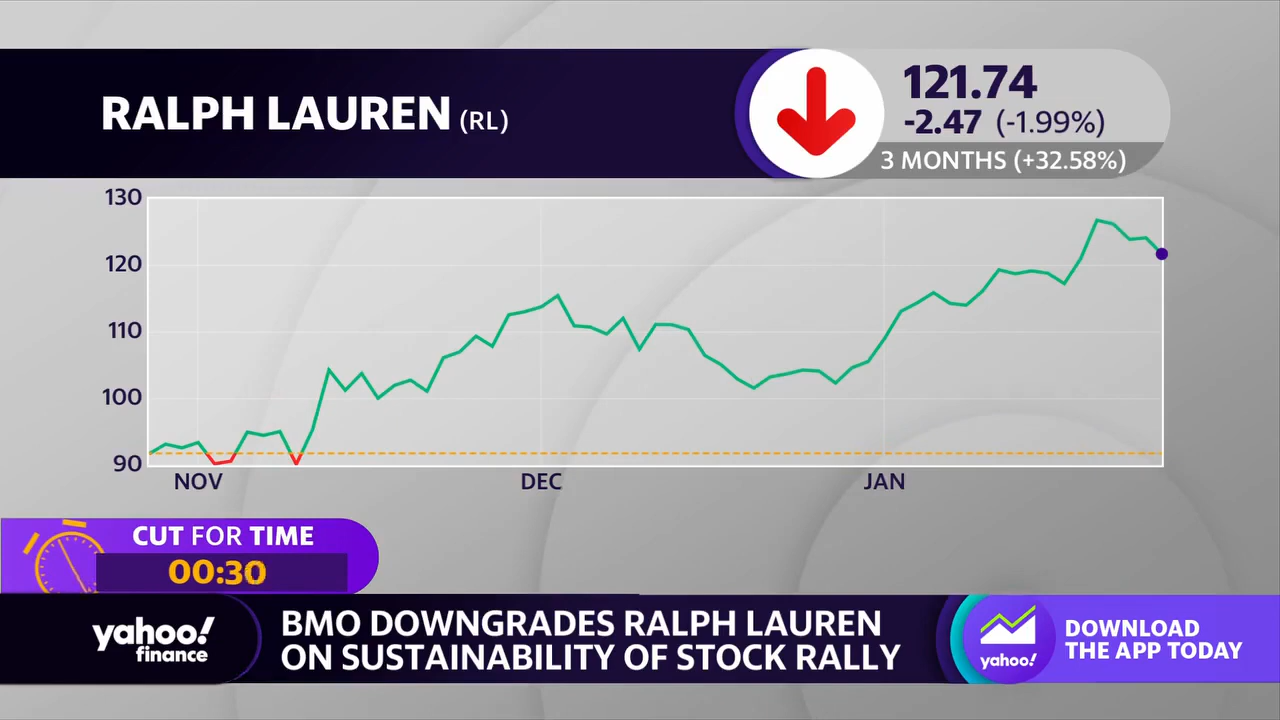 RALPH LAUREN (RL)
121.74
-2.47 (-1.99%)
3 MONTHS (+32.58%)
130
120
110
100
90
NOV DEC JAN
CUT FOR TIME
00:30
yahoo!
finance
BMO DOWNGRADES RALPH LAUREN
ON SUSTAINABILITY OF STOCK RALLY
yahoo!
DOWNLOAD
THE APP TODAY